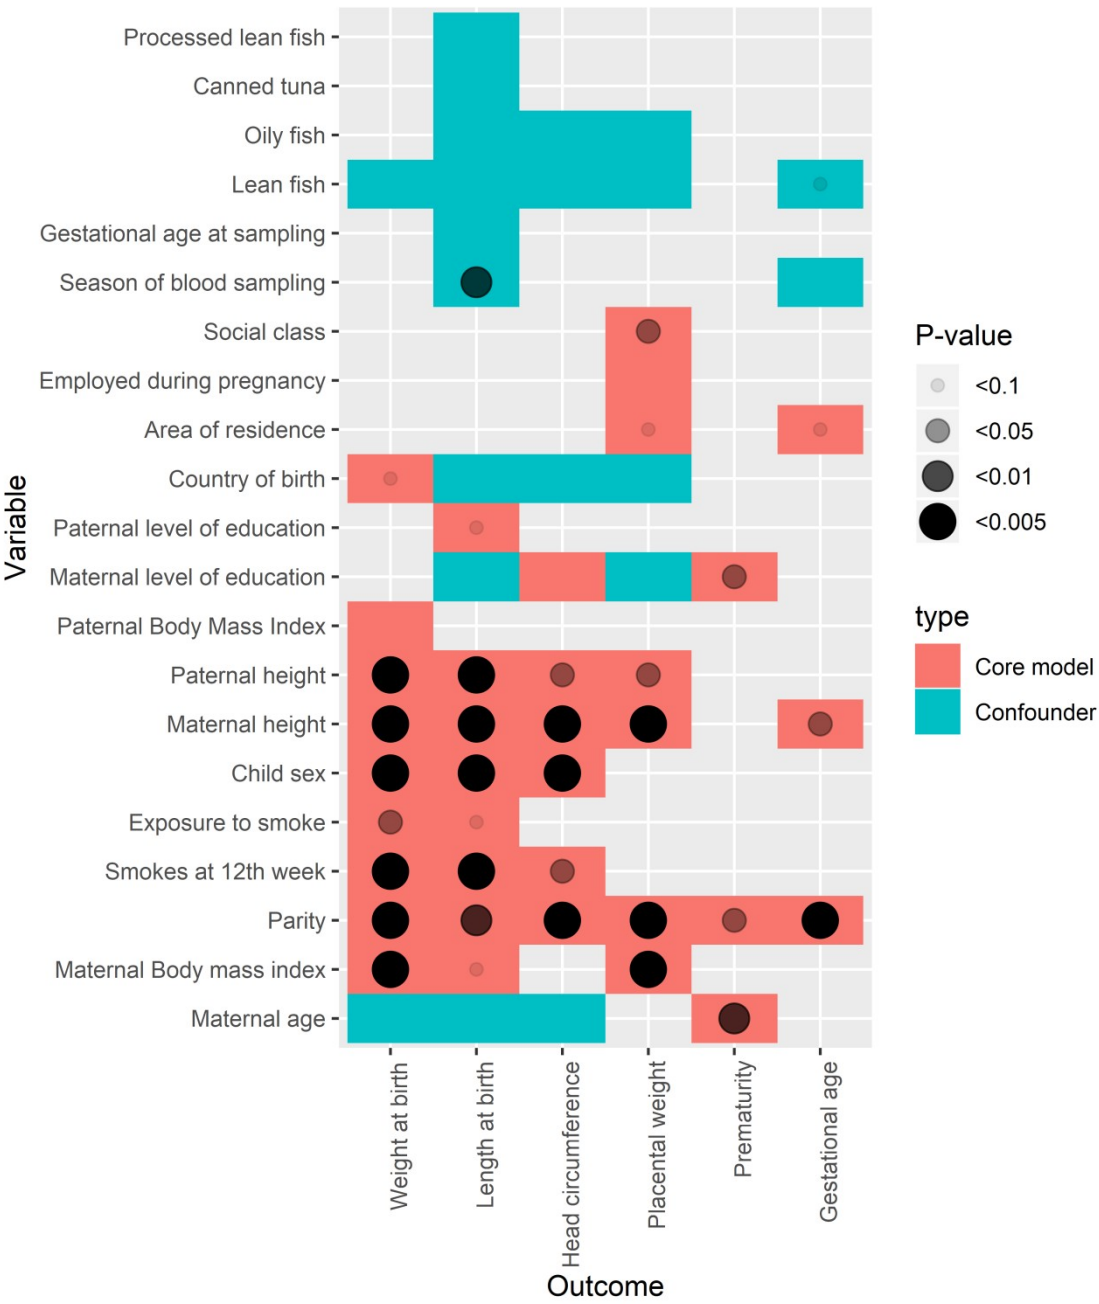 Processed lean fish
Canned tuna
Oily fish
Lean fish
Gestational age at sampling
Season of blood sampling
Social class
Employed during pregnancy
Area of residence
Country of birth
Paternal level of education
Maternal level of education
Paternal Body Mass Index
Paternal height
Maternal height
Child sex
Exposure to smoke
Smokes at 12th week
Parity
Maternal Body mass index
Maternal age
Variable
Weight at birth
Length at birth
Head circumference
Placental weight
Prematurity
Gestational age
Outcome
P-value
<0.1
<0.05
<0.01
<0.005
type
Core model
Confounder